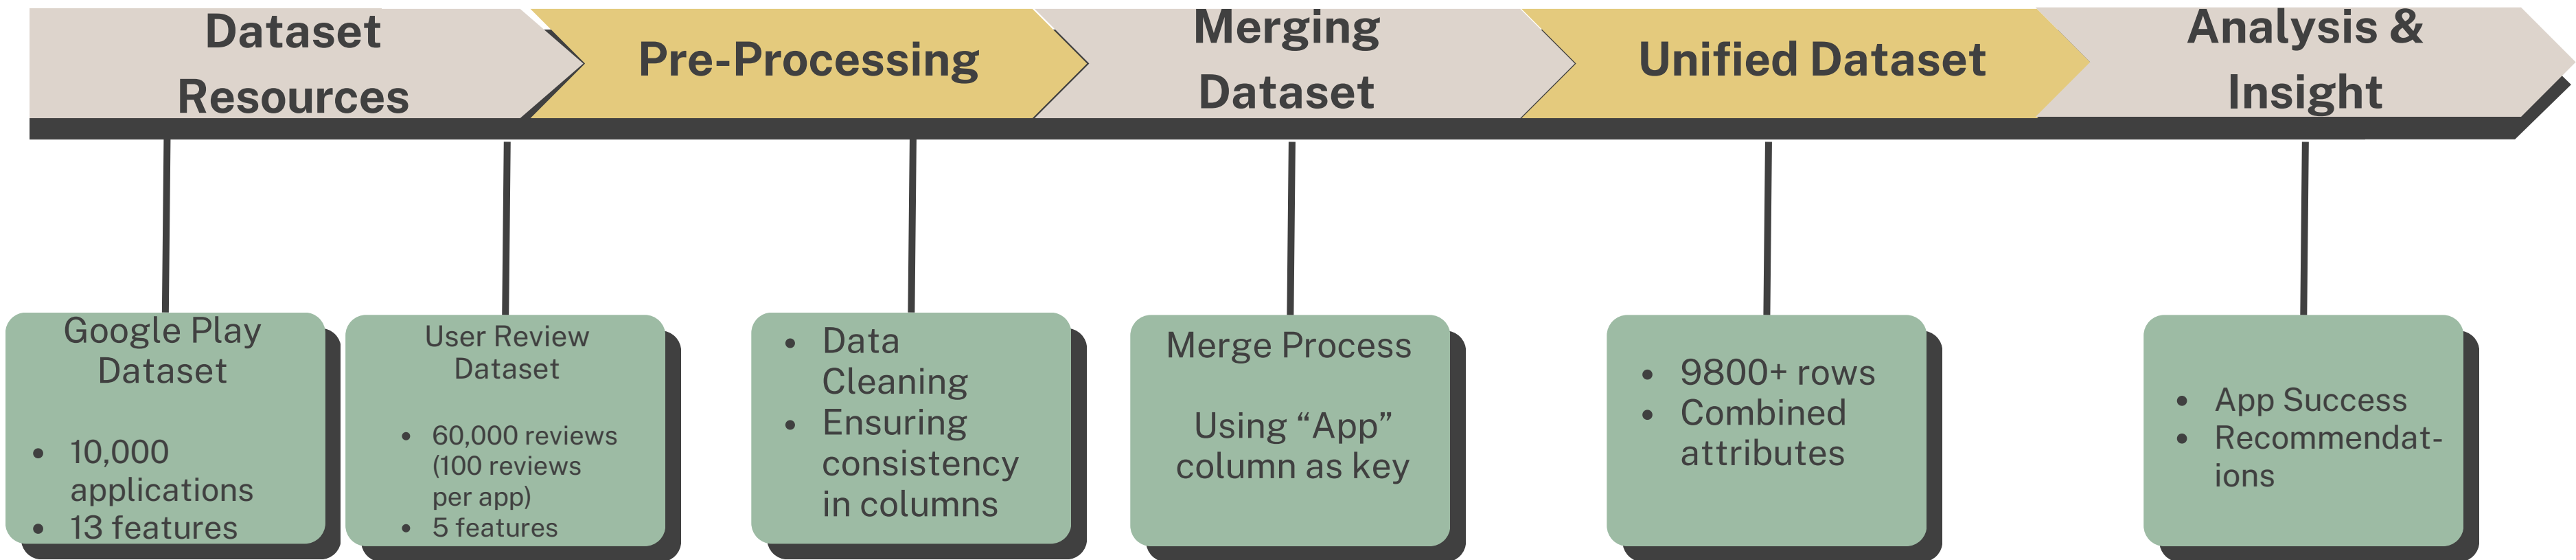 Dataset
Resources
Pre-Processing
Merging
Dataset
Unified Dataset
Analysis &
Insight
Google Play
Dataset
• 10,000
applications
• 13 features
User Review
Dataset
• 60,000 reviews
(100 reviews
per app)
• 5 features
• Data
Cleaning
• Ensuring
consistency
in columns
Merge Process
Using “App”
column as key
• 9800+ rows
• Combined
attributes
• App Success
• Recommendat-
ions